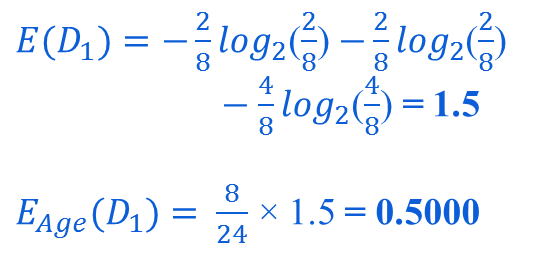 E(D₁) = −2/8 log₂(2/8) − 2/8 log₂(2/8)
− 4/8 log₂(4/8) = 1.5
E_Age(D₁) = 8/24 × 1.5 = 0.5000